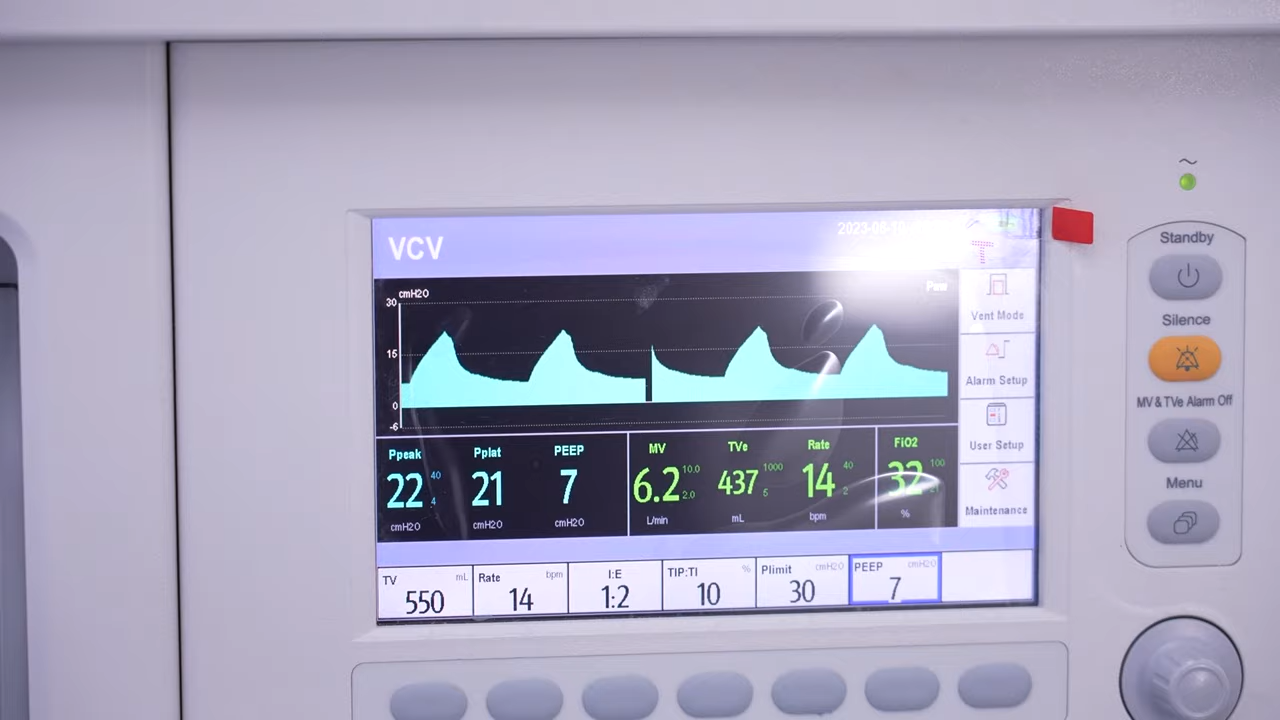 VCV
2023-08-
cmH2O
Paw
30
15
0
-6
Ppeak
22
40
4
cmH2O
Pplat
21
cmH2O
PEEP
7
cmH2O
MV
6.2
10.0
2.0
L/min
TVe
437
1000
5
mL
Rate
14
40
2
bpm
FiO2
32
100
%
Vent Mode
Alarm Setup
User Setup
Maintenance
TV mL
550
Rate bpm
14
I:E
1:2
TIP:TI %
10
Plimit cmH2O
30
PEEP cmH2O
7
Standby
Silence
MV & TVe Alarm Off
Menu